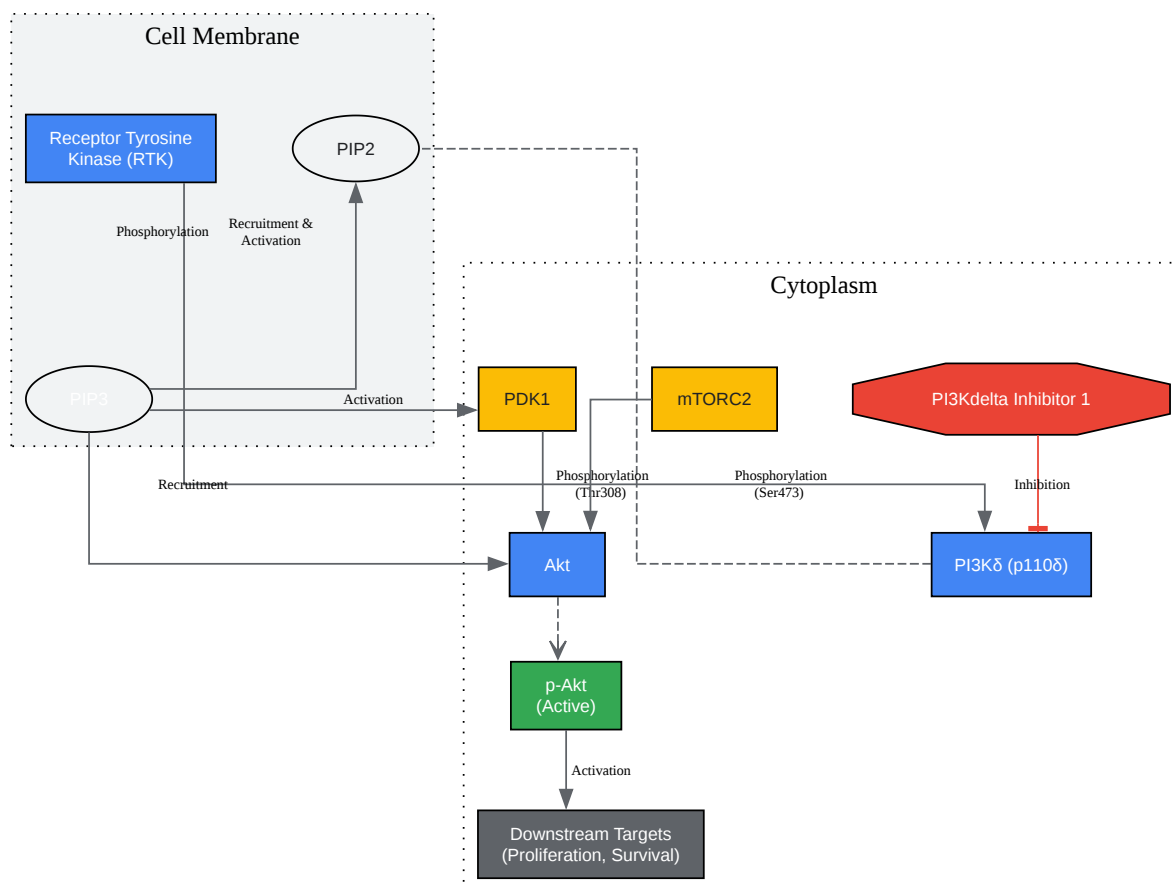 Cell Membrane
Receptor Tyrosine
Kinase (RTK)
PIP2
Phosphorylation
Recruitment &
Activation
Cytoplasm
PIP3
Activation
PDK1
mTORC2
PI3Kdelta Inhibitor 1
Recruitment
Phosphorylation
(Thr308)
Phosphorylation
(Ser473)
Inhibition
Akt
PI3Kδ (p110δ)
p-Akt
(Active)
Activation
Downstream Targets
(Proliferation, Survival)